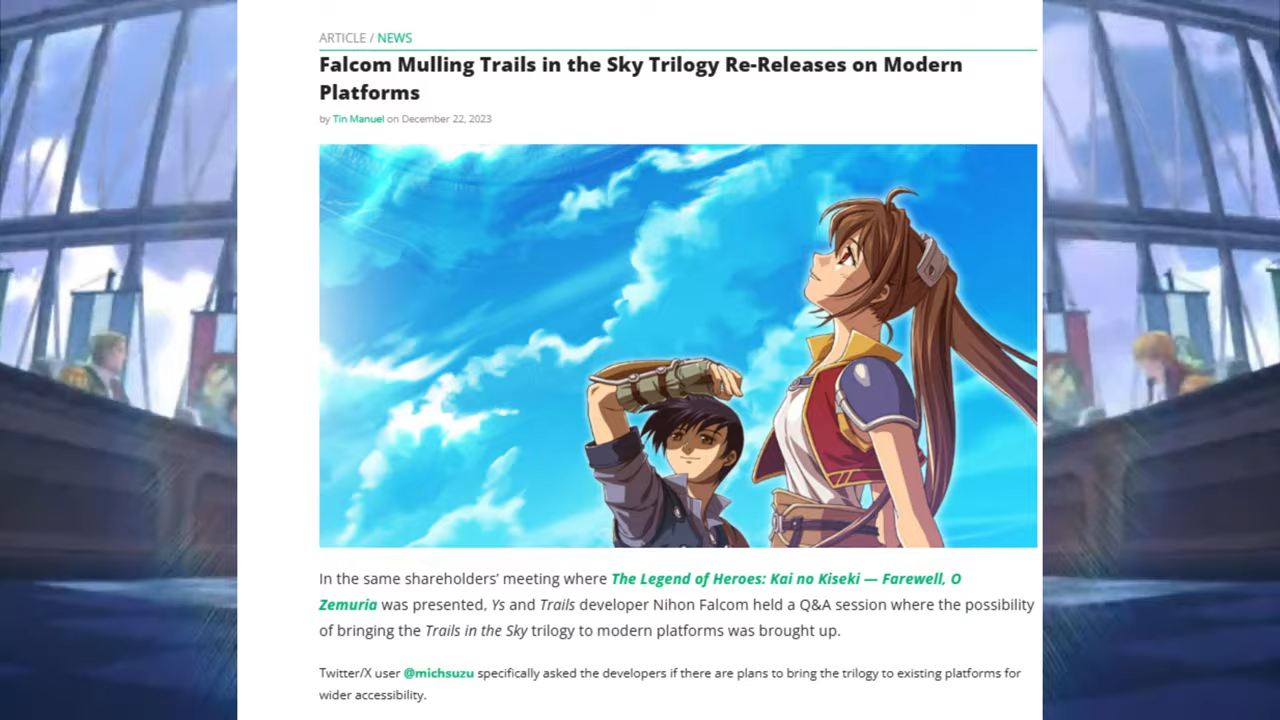 ARTICLE / NEWS
Falcom Mulling Trails in the Sky Trilogy Re-Releases on Modern
Platforms
by Tin Manuel on December 22, 2023
In the same shareholders’ meeting where The Legend of Heroes: Kai no Kiseki — Farewell, O
Zemuria was presented, Ys and Trails developer Nihon Falcom held a Q&A session where the possibility
of bringing the Trails in the Sky trilogy to modern platforms was brought up.
Twitter/X user @michsuzu specifically asked the developers if there are plans to bring the trilogy to existing platforms for
wider accessibility.